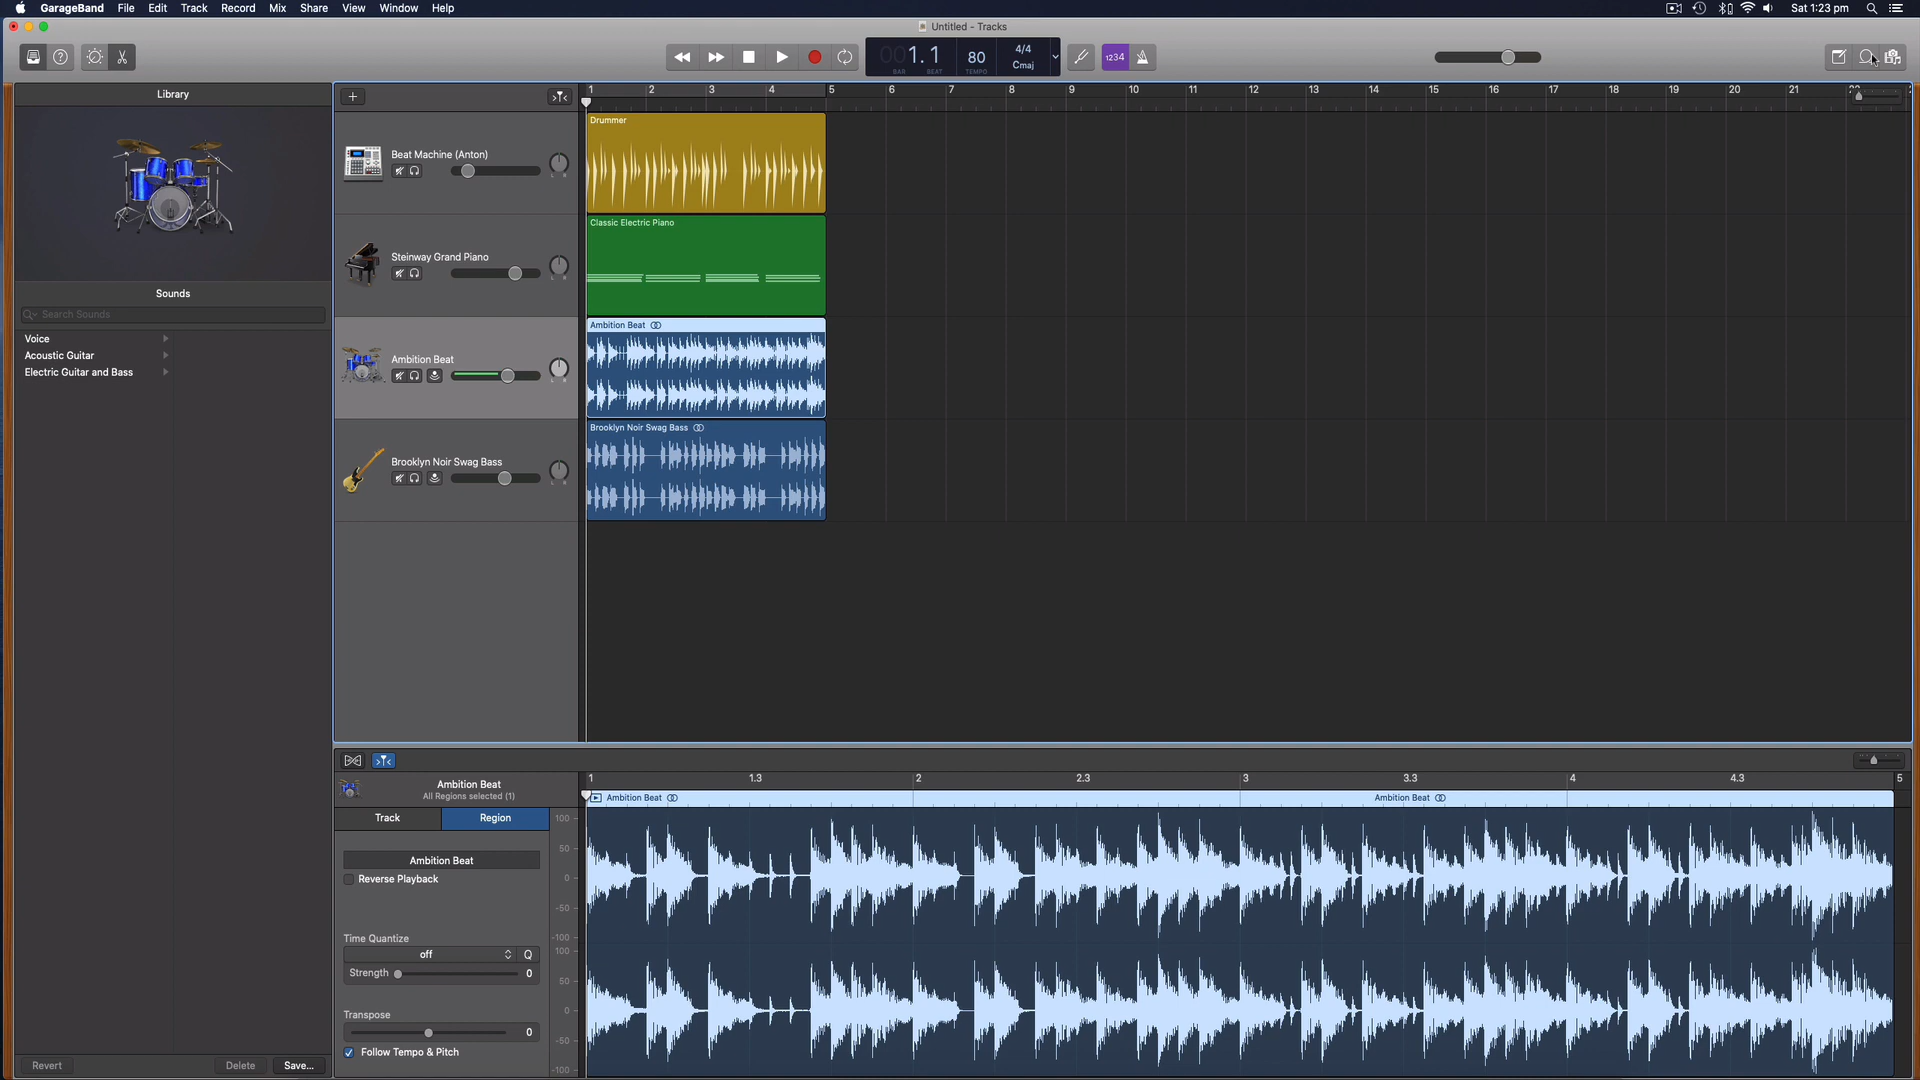 GarageBand File Edit Track Record Mix Share View Window Help
Sat 1:23 pm
Untitled - Tracks
001.1
BAR BEAT
80
TEMPO
4/4
Cmaj
1234
Library
Sounds
Search Sounds
Voice
Acoustic Guitar
Electric Guitar and Bass
Revert Delete Save...
1 2 3 4 5 6 7 8 9 10 11 12 13 14 15 16 17 18 19 20 21
Beat Machine (Anton)
L R
Drummer
Steinway Grand Piano
L R
Classic Electric Piano
Ambition Beat
L R
Ambition Beat
Brooklyn Noir Swag Bass
L R
Brooklyn Noir Swag Bass
Ambition Beat
All Regions selected (1)
Track Region
Ambition Beat
Reverse Playback
Time Quantize
off Q
Strength 0
Transpose
0
Follow Tempo & Pitch
1 1.3 2 2.3 3 3.3 4 4.3 5
Ambition Beat Ambition Beat
100
50
0
-50
-100
100
50
0
-50
-100